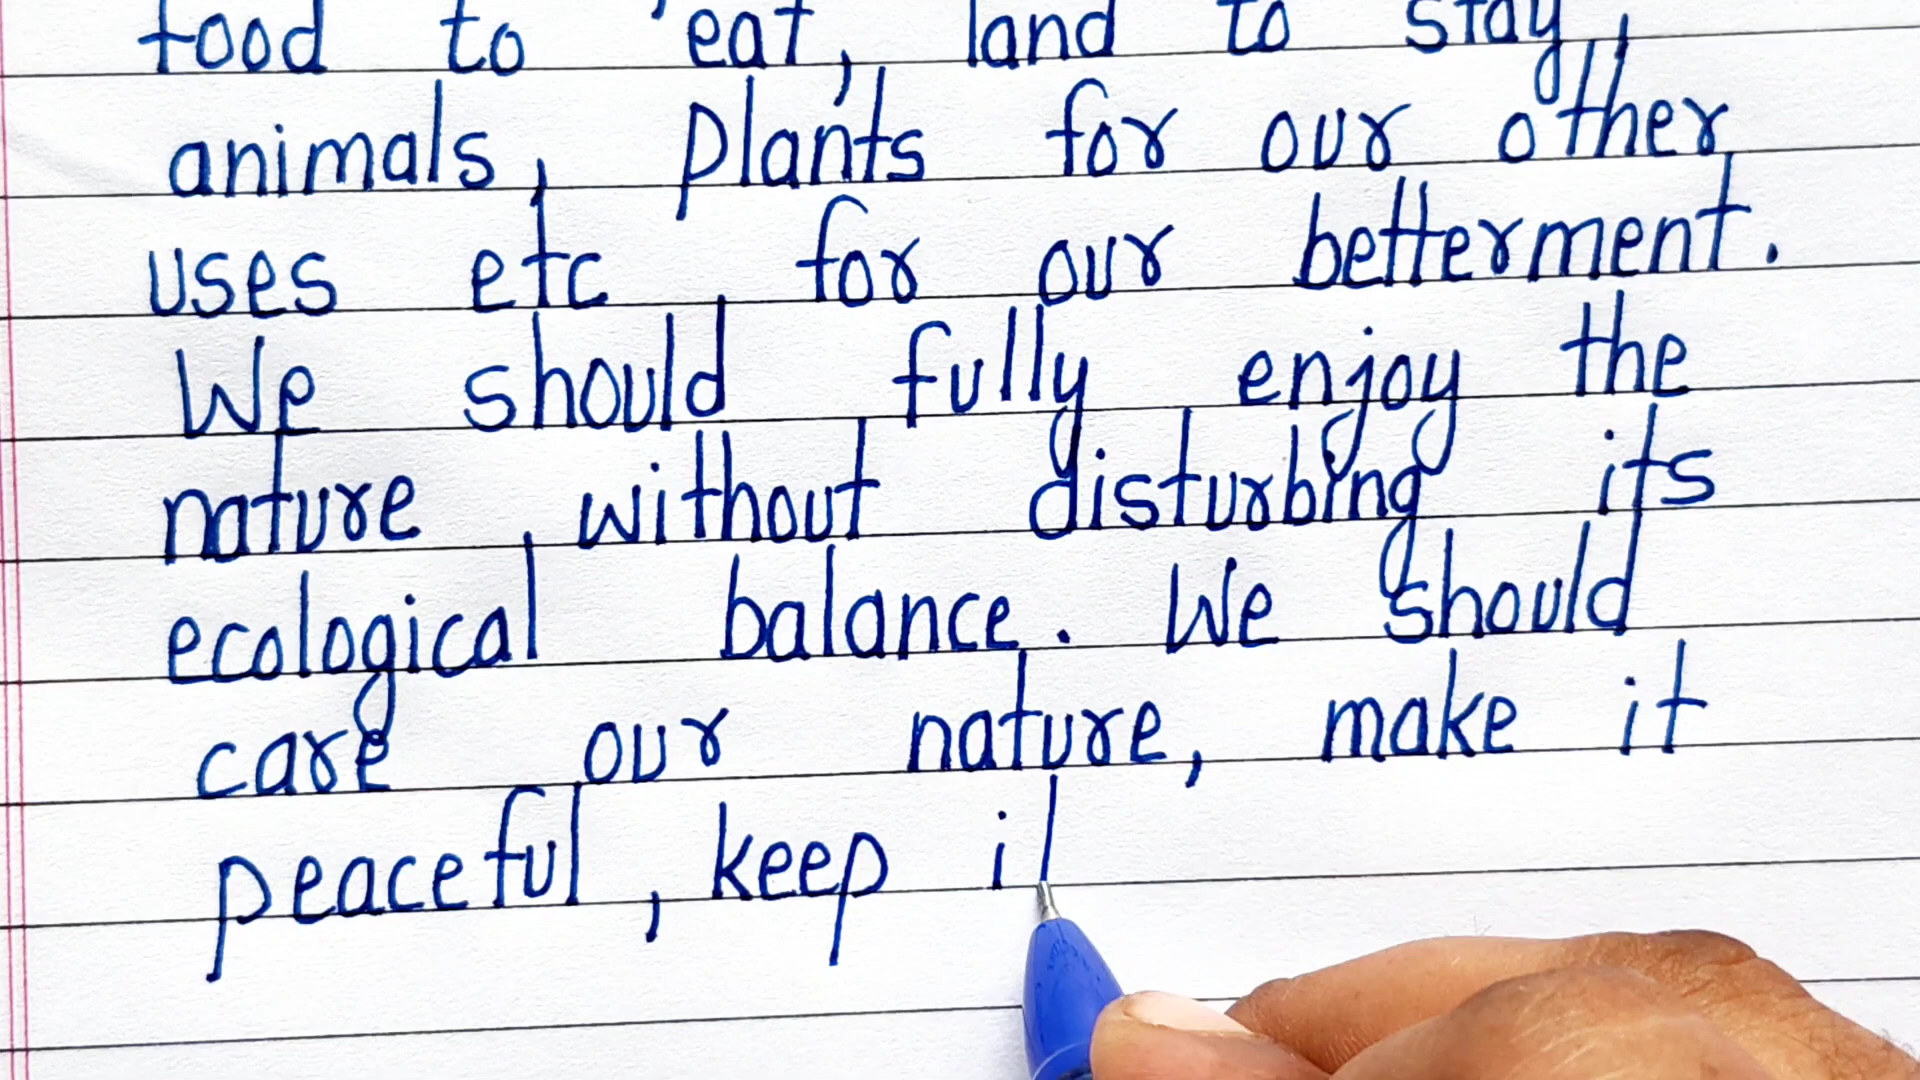 food to eat, land to stay,
animals, plants for our other
uses etc for our betterment.
We should fully enjoy the
nature without disturbing its
ecological balance. We should
care our nature, make it
peaceful, keep il